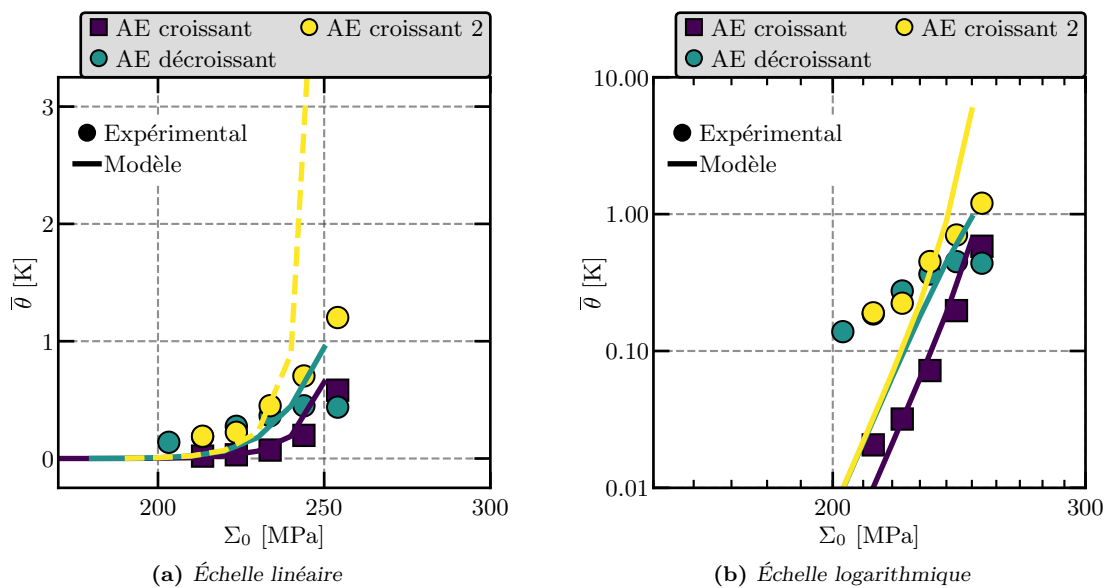 AE croissant
AE croissant 2
AE décroissant
3
2
1
0
θ [K]
Expérimental
Modèle
200
250
300
Σ0 [MPa]
(a) Échelle linéaire
AE croissant
AE croissant 2
AE décroissant
10.00
1.00
0.10
0.01
θ [K]
Expérimental
Modèle
200
300
Σ0 [MPa]
(b) Échelle logarithmique